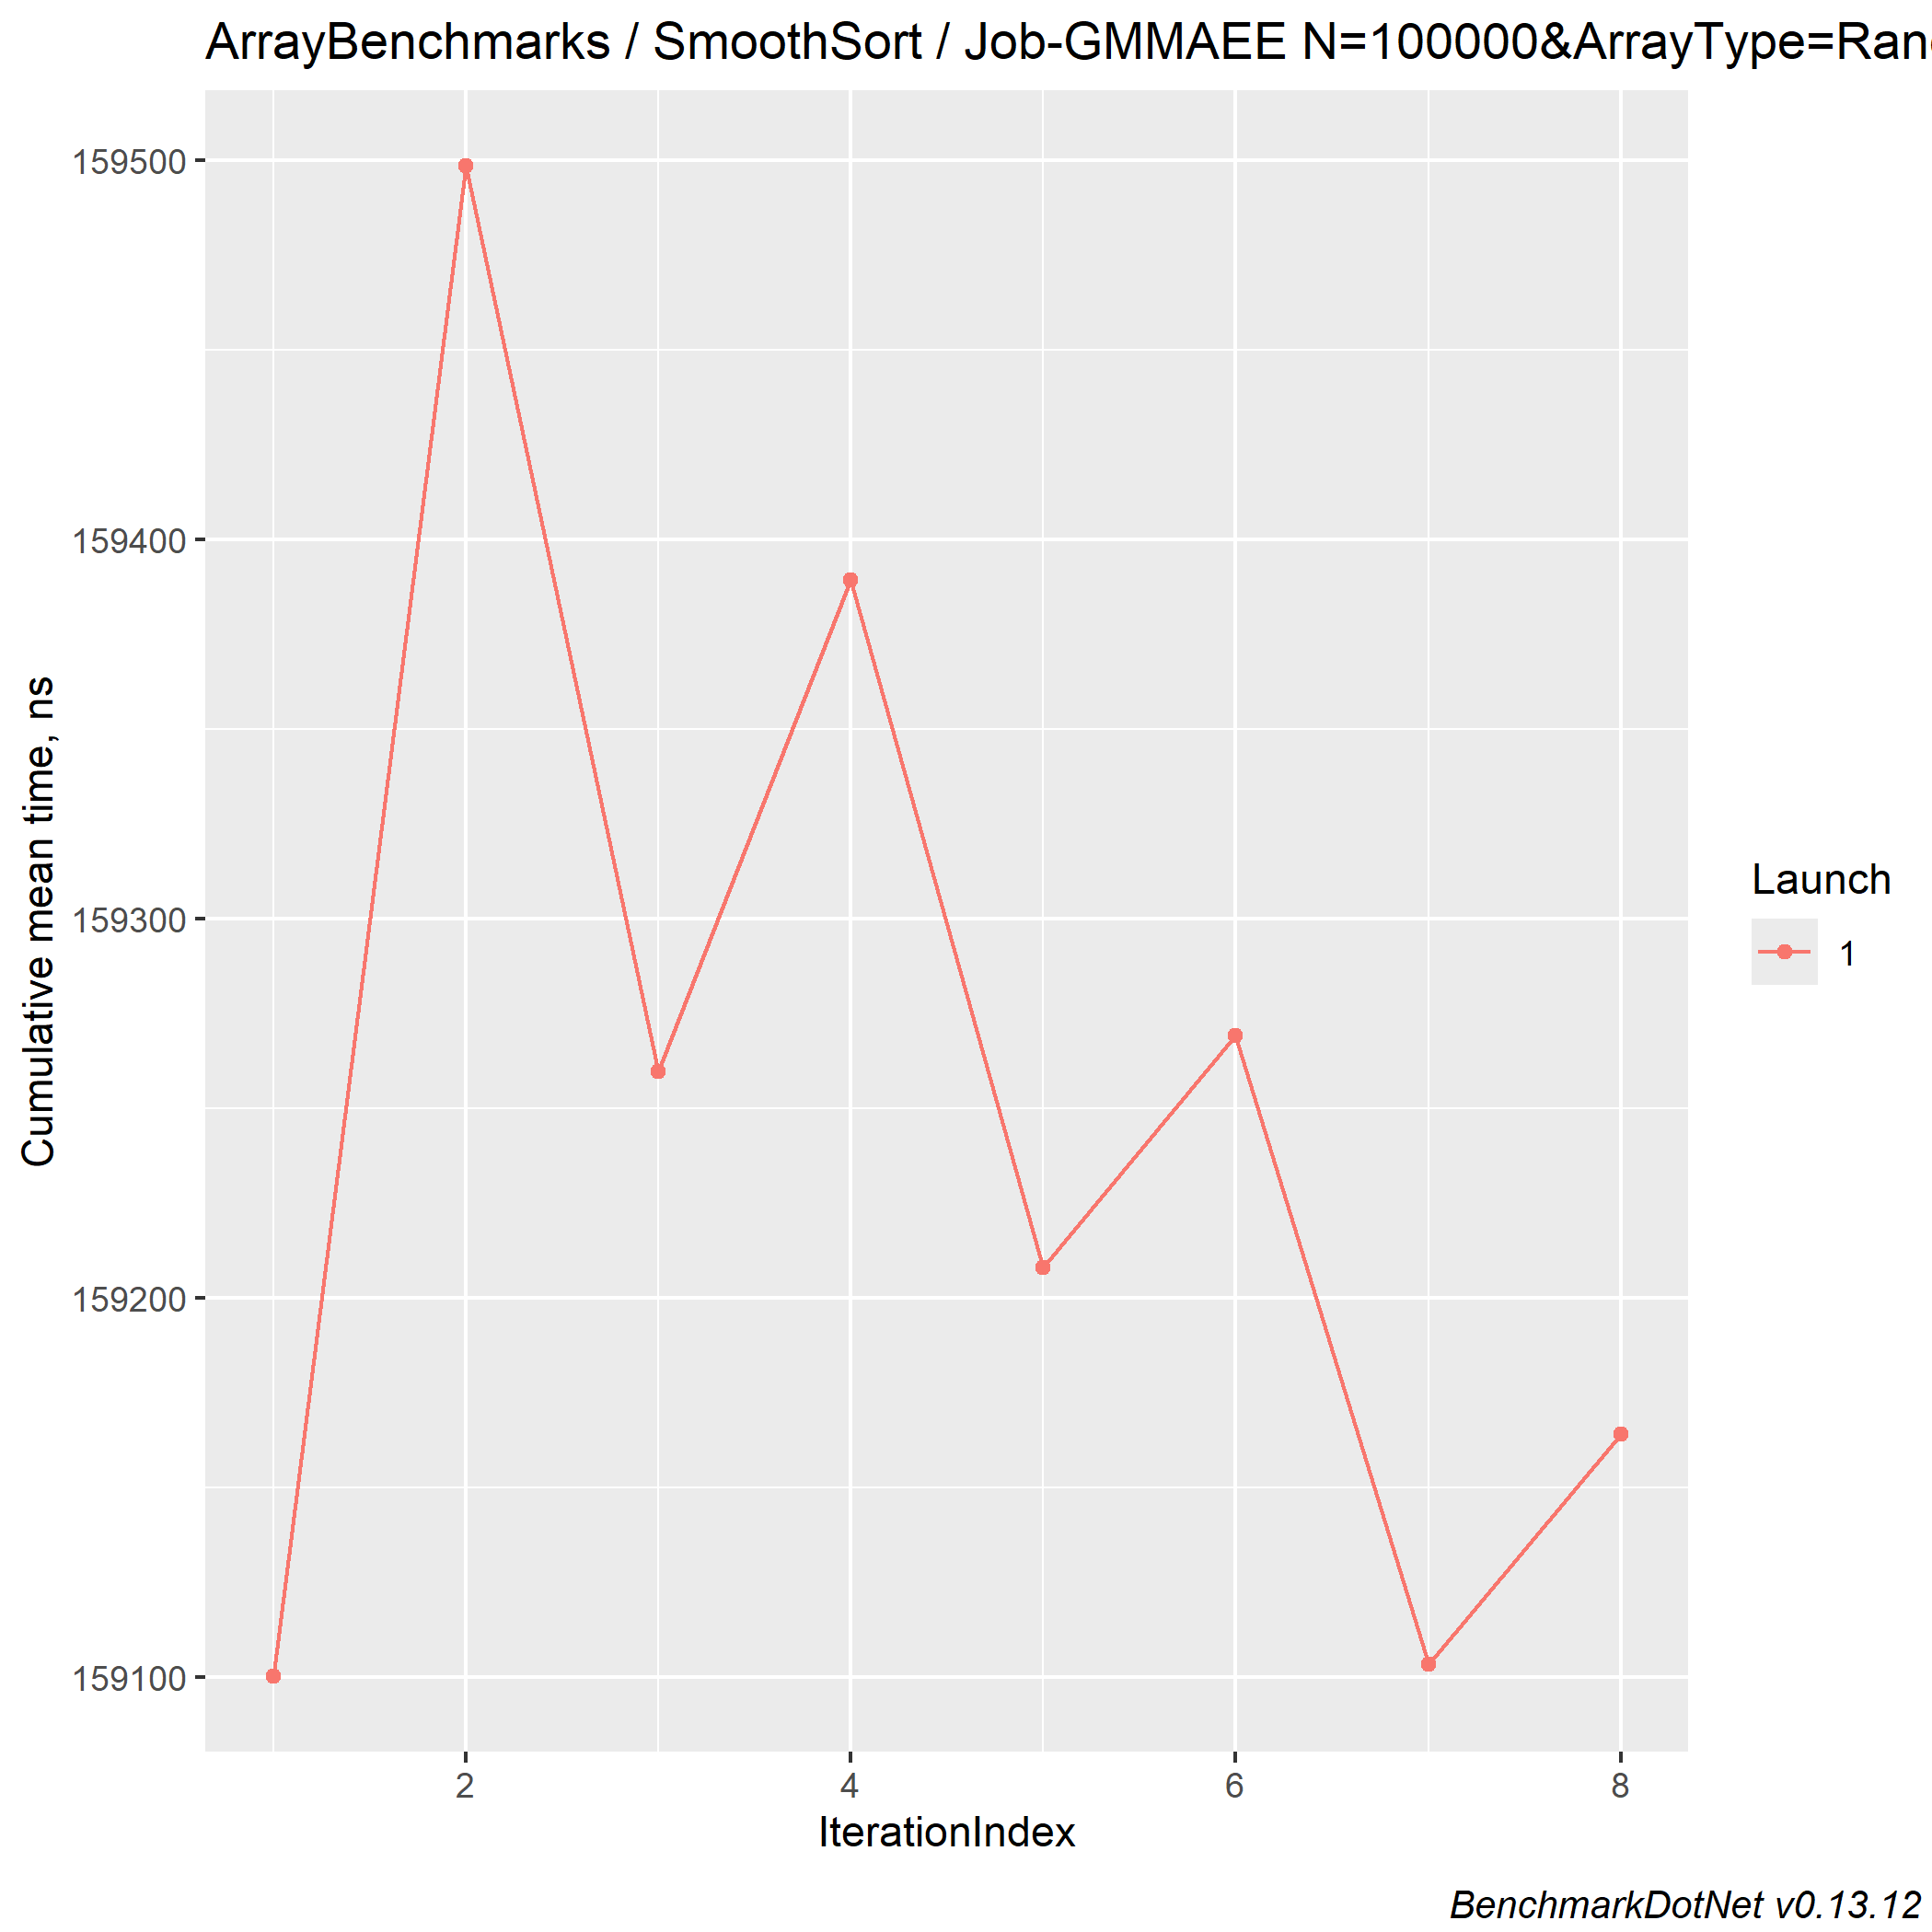 ArrayBenchmarks / SmoothSort / Job-GMMAEE N=100000&ArrayType=Ran
159500
159400
159300
159200
159100
Cumulative mean time, ns
2 4 6 8
IterationIndex
Launch
1
BenchmarkDotNet v0.13.12